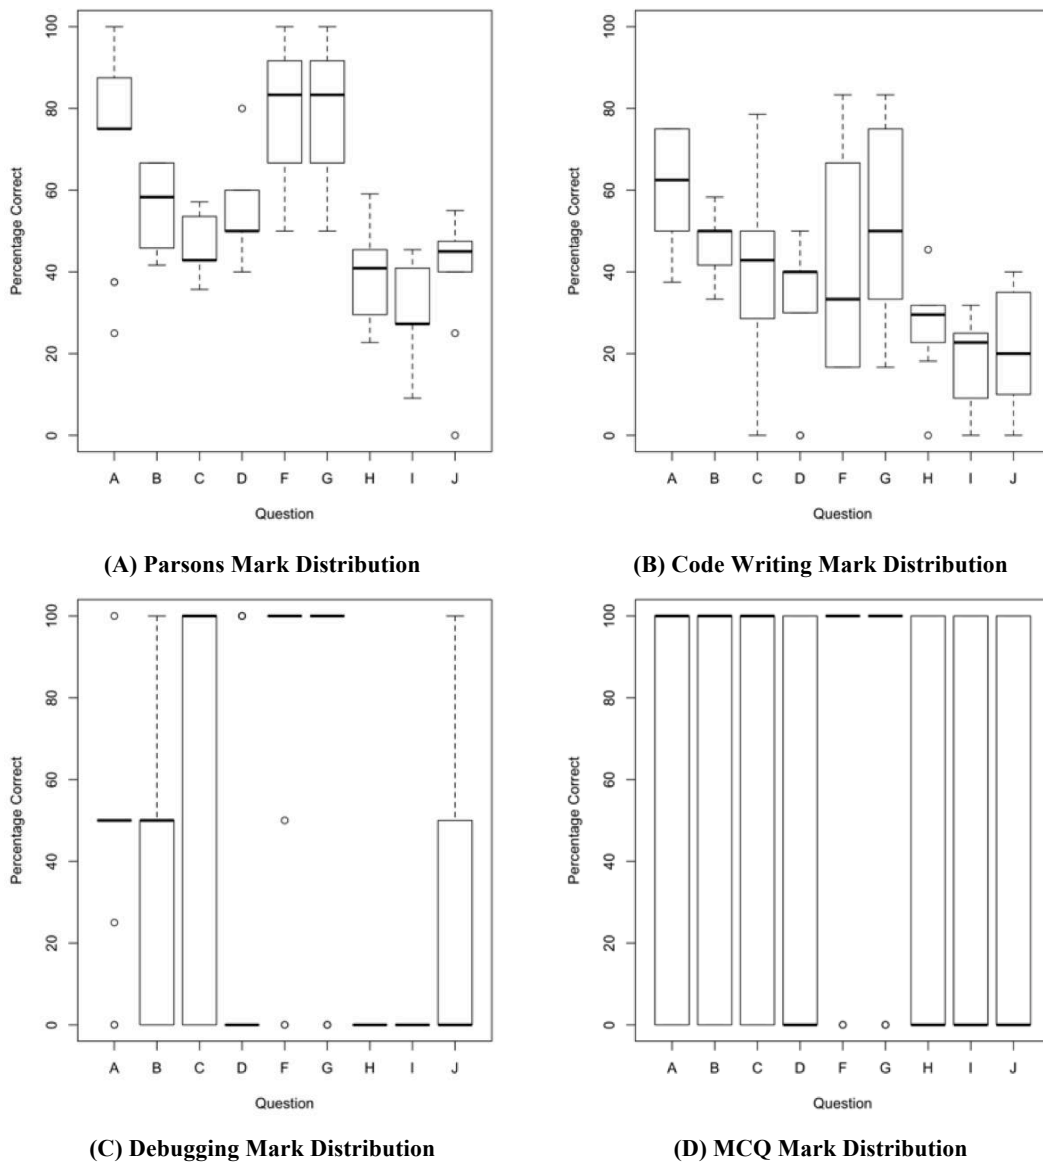 Percentage Correct
100
80
60
40
20
0
A B C D F G H I J
Question
(A) Parsons Mark Distribution
Percentage Correct
100
80
60
40
20
0
A B C D F G H I J
Question
(B) Code Writing Mark Distribution
Percentage Correct
100
80
60
40
20
0
A B C D F G H I J
Question
(C) Debugging Mark Distribution
Percentage Correct
100
80
60
40
20
0
A B C D F G H I J
Question
(D) MCQ Mark Distribution